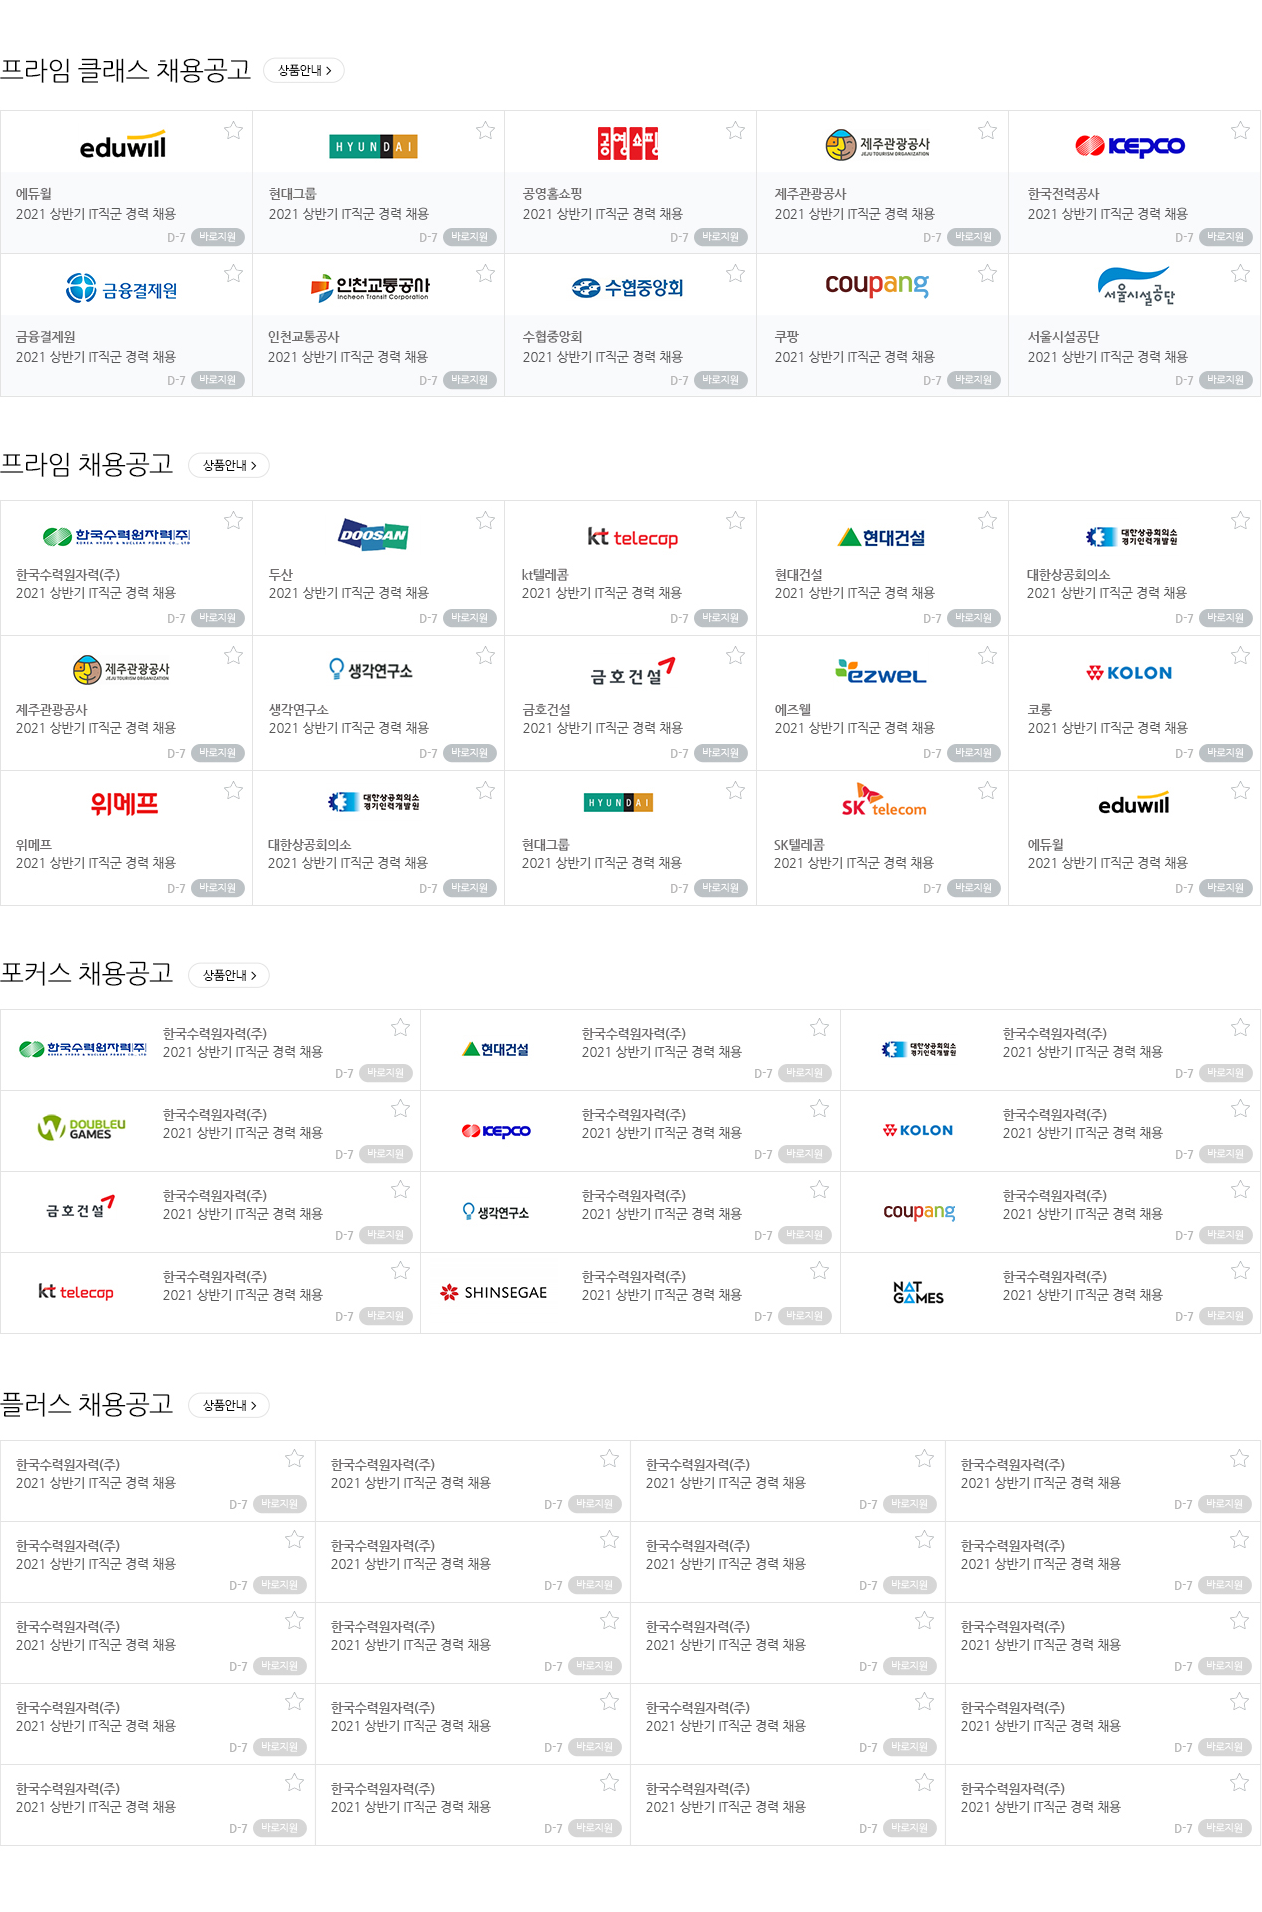 프라임 클래스 채용공고 상품안내 >
eduwill HYUNDAI 공영쇼핑 제주관광공사 KEPCO
JEJU TOURISM ORGANIZATION
에듀윌 현대그룹 공영홈쇼핑 제주관광공사 한국전력공사
2021 상반기 IT직군 경력 채용 2021 상반기 IT직군 경력 채용 2021 상반기 IT직군 경력 채용 2021 상반기 IT직군 경력 채용 2021 상반기 IT직군 경력 채용
D-7 바로지원 D-7 바로지원 D-7 바로지원 D-7 바로지원 D-7 바로지원
금융결제원 인천교통공사 수협중앙회 coupang 서울시설공단
Incheon Transit Corporation
금융결제원 인천교통공사 수협중앙회 쿠팡 서울시설공단
2021 상반기 IT직군 경력 채용 2021 상반기 IT직군 경력 채용 2021 상반기 IT직군 경력 채용 2021 상반기 IT직군 경력 채용 2021 상반기 IT직군 경력 채용
D-7 바로지원 D-7 바로지원 D-7 바로지원 D-7 바로지원 D-7 바로지원
프라임 채용공고 상품안내 >
한국수력원자력(주) DOOSAN kt telecop 현대건설 대한상공회의소
KOREA HYDRO & NUCLEAR POWER CO., LTD 경기인력개발원
한국수력원자력(주) 두산 kt텔레콤 현대건설 대한상공회의소
2021 상반기 IT직군 경력 채용 2021 상반기 IT직군 경력 채용 2021 상반기 IT직군 경력 채용 2021 상반기 IT직군 경력 채용 2021 상반기 IT직군 경력 채용
D-7 바로지원 D-7 바로지원 D-7 바로지원 D-7 바로지원 D-7 바로지원
제주관광공사 생각연구소 금호건설 ezwel KOLON
JEJU TOURISM ORGANIZATION
제주관광공사 생각연구소 금호건설 에즈웰 코롱
2021 상반기 IT직군 경력 채용 2021 상반기 IT직군 경력 채용 2021 상반기 IT직군 경력 채용 2021 상반기 IT직군 경력 채용 2021 상반기 IT직군 경력 채용
D-7 바로지원 D-7 바로지원 D-7 바로지원 D-7 바로지원 D-7 바로지원
위메프 대한상공회의소 HYUNDAI SK telecom eduwill
경기인력개발원
위메프 대한상공회의소 현대그룹 SK텔레콤 에듀윌
2021 상반기 IT직군 경력 채용 2021 상반기 IT직군 경력 채용 2021 상반기 IT직군 경력 채용 2021 상반기 IT직군 경력 채용 2021 상반기 IT직군 경력 채용
D-7 바로지원 D-7 바로지원 D-7 바로지원 D-7 바로지원 D-7 바로지원
포커스 채용공고 상품안내 >
한국수력원자력(주) 한국수력원자력(주) 한국수력원자력(주)
한국수력원자력(주) 현대건설 대한상공회의소
KOREA HYDRO & NUCLEAR POWER CO., LTD 경기인력개발원
2021 상반기 IT직군 경력 채용 2021 상반기 IT직군 경력 채용 2021 상반기 IT직군 경력 채용
D-7 바로지원 D-7 바로지원 D-7 바로지원
한국수력원자력(주) 한국수력원자력(주) 한국수력원자력(주)
DOUBLEU GAMES KEPCO KOLON
2021 상반기 IT직군 경력 채용 2021 상반기 IT직군 경력 채용 2021 상반기 IT직군 경력 채용
D-7 바로지원 D-7 바로지원 D-7 바로지원
한국수력원자력(주) 한국수력원자력(주) 한국수력원자력(주)
금호건설 생각연구소 coupang
2021 상반기 IT직군 경력 채용 2021 상반기 IT직군 경력 채용 2021 상반기 IT직군 경력 채용
D-7 바로지원 D-7 바로지원 D-7 바로지원
한국수력원자력(주) 한국수력원자력(주) 한국수력원자력(주)
kt telecop SHINSEGAE NAT GAMES
2021 상반기 IT직군 경력 채용 2021 상반기 IT직군 경력 채용 2021 상반기 IT직군 경력 채용
D-7 바로지원 D-7 바로지원 D-7 바로지원
플러스 채용공고 상품안내 >
한국수력원자력(주) 한국수력원자력(주) 한국수력원자력(주) 한국수력원자력(주)
2021 상반기 IT직군 경력 채용 2021 상반기 IT직군 경력 채용 2021 상반기 IT직군 경력 채용 2021 상반기 IT직군 경력 채용
D-7 바로지원 D-7 바로지원 D-7 바로지원 D-7 바로지원
한국수력원자력(주) 한국수력원자력(주) 한국수력원자력(주) 한국수력원자력(주)
2021 상반기 IT직군 경력 채용 2021 상반기 IT직군 경력 채용 2021 상반기 IT직군 경력 채용 2021 상반기 IT직군 경력 채용
D-7 바로지원 D-7 바로지원 D-7 바로지원 D-7 바로지원
한국수력원자력(주) 한국수력원자력(주) 한국수력원자력(주) 한국수력원자력(주)
2021 상반기 IT직군 경력 채용 2021 상반기 IT직군 경력 채용 2021 상반기 IT직군 경력 채용 2021 상반기 IT직군 경력 채용
D-7 바로지원 D-7 바로지원 D-7 바로지원 D-7 바로지원
한국수력원자력(주) 한국수력원자력(주) 한국수력원자력(주) 한국수력원자력(주)
2021 상반기 IT직군 경력 채용 2021 상반기 IT직군 경력 채용 2021 상반기 IT직군 경력 채용 2021 상반기 IT직군 경력 채용
D-7 바로지원 D-7 바로지원 D-7 바로지원 D-7 바로지원
한국수력원자력(주) 한국수력원자력(주) 한국수력원자력(주) 한국수력원자력(주)
2021 상반기 IT직군 경력 채용 2021 상반기 IT직군 경력 채용 2021 상반기 IT직군 경력 채용 2021 상반기 IT직군 경력 채용
D-7 바로지원 D-7 바로지원 D-7 바로지원 D-7 바로지원